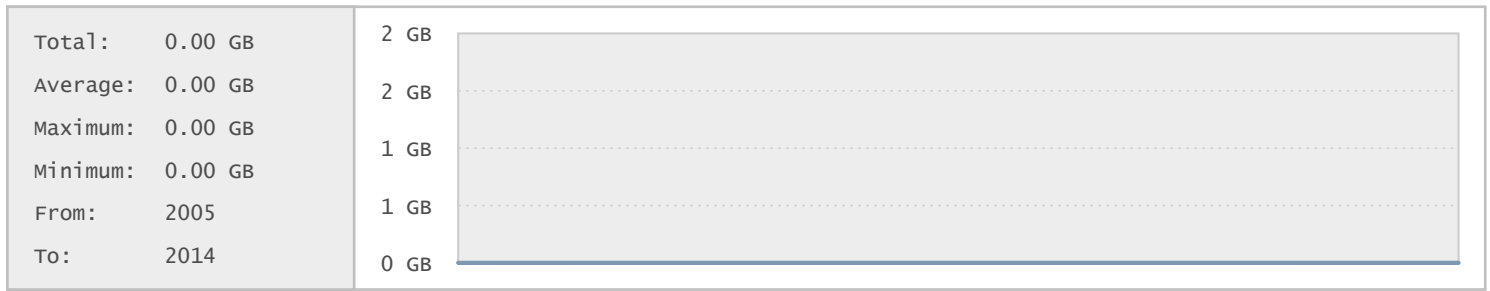 Total: 0.00 GB
Average: 0.00 GB
Maximum: 0.00 GB
Minimum: 0.00 GB
From: 2005
To: 2014
2 GB
2 GB
1 GB
1 GB
0 GB